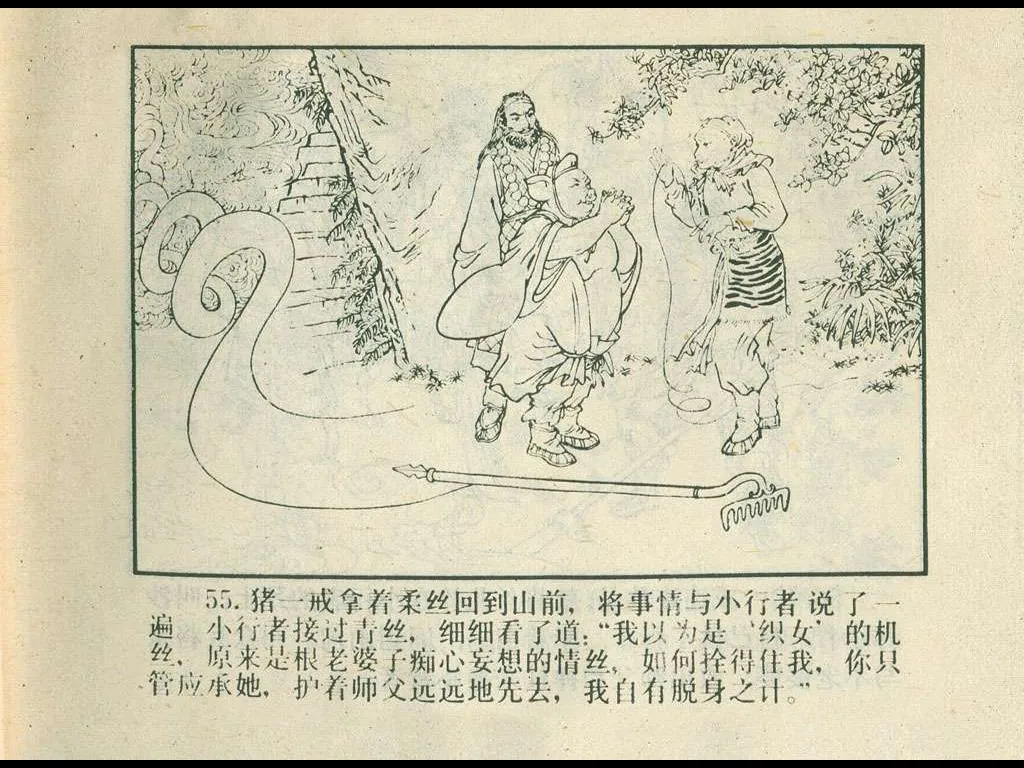 55. 猪一戒拿着柔丝回到山前，将事情与小行者说了一
遍，小行者接过青丝，细细看了道：“我以为是‘织女’的机
丝，原来是根老婆子痴心妄想的情丝，如何拴得住我，你只
管应承她，护着师父远远地先去，我自有脱身之计。”